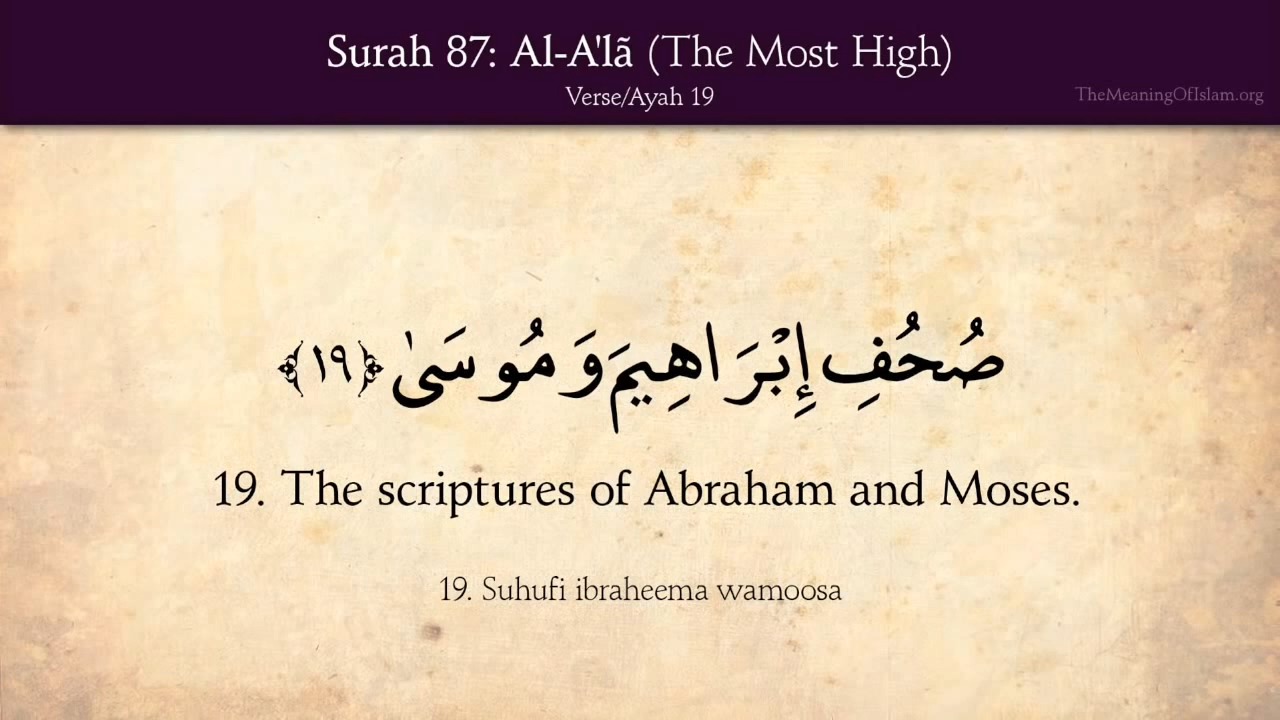 Surah 87: Al-A'lã (The Most High)
Verse/Ayah 19
TheMeaningOfIslam.org
صُحُفِ إِبْرَاهِيمَ وَمُوسَىٰ ﴿١٩﴾
19. The scriptures of Abraham and Moses.
19. Suhufi ibraheema wamoosa